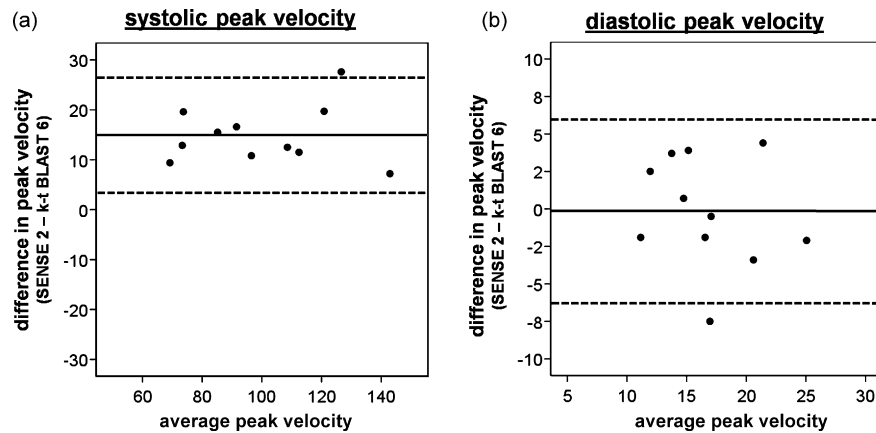 (a)
systolic peak velocity
difference in peak velocity
(SENSE 2 – k-t BLAST 6)
30
20
10
0
-10
-20
-30
60 80 100 120 140
average peak velocity
(b)
diastolic peak velocity
difference in peak velocity
(SENSE 2 – k-t BLAST 6)
10
8
5
2
0
-2
-5
-8
-10
5 10 15 20 25 30
average peak velocity